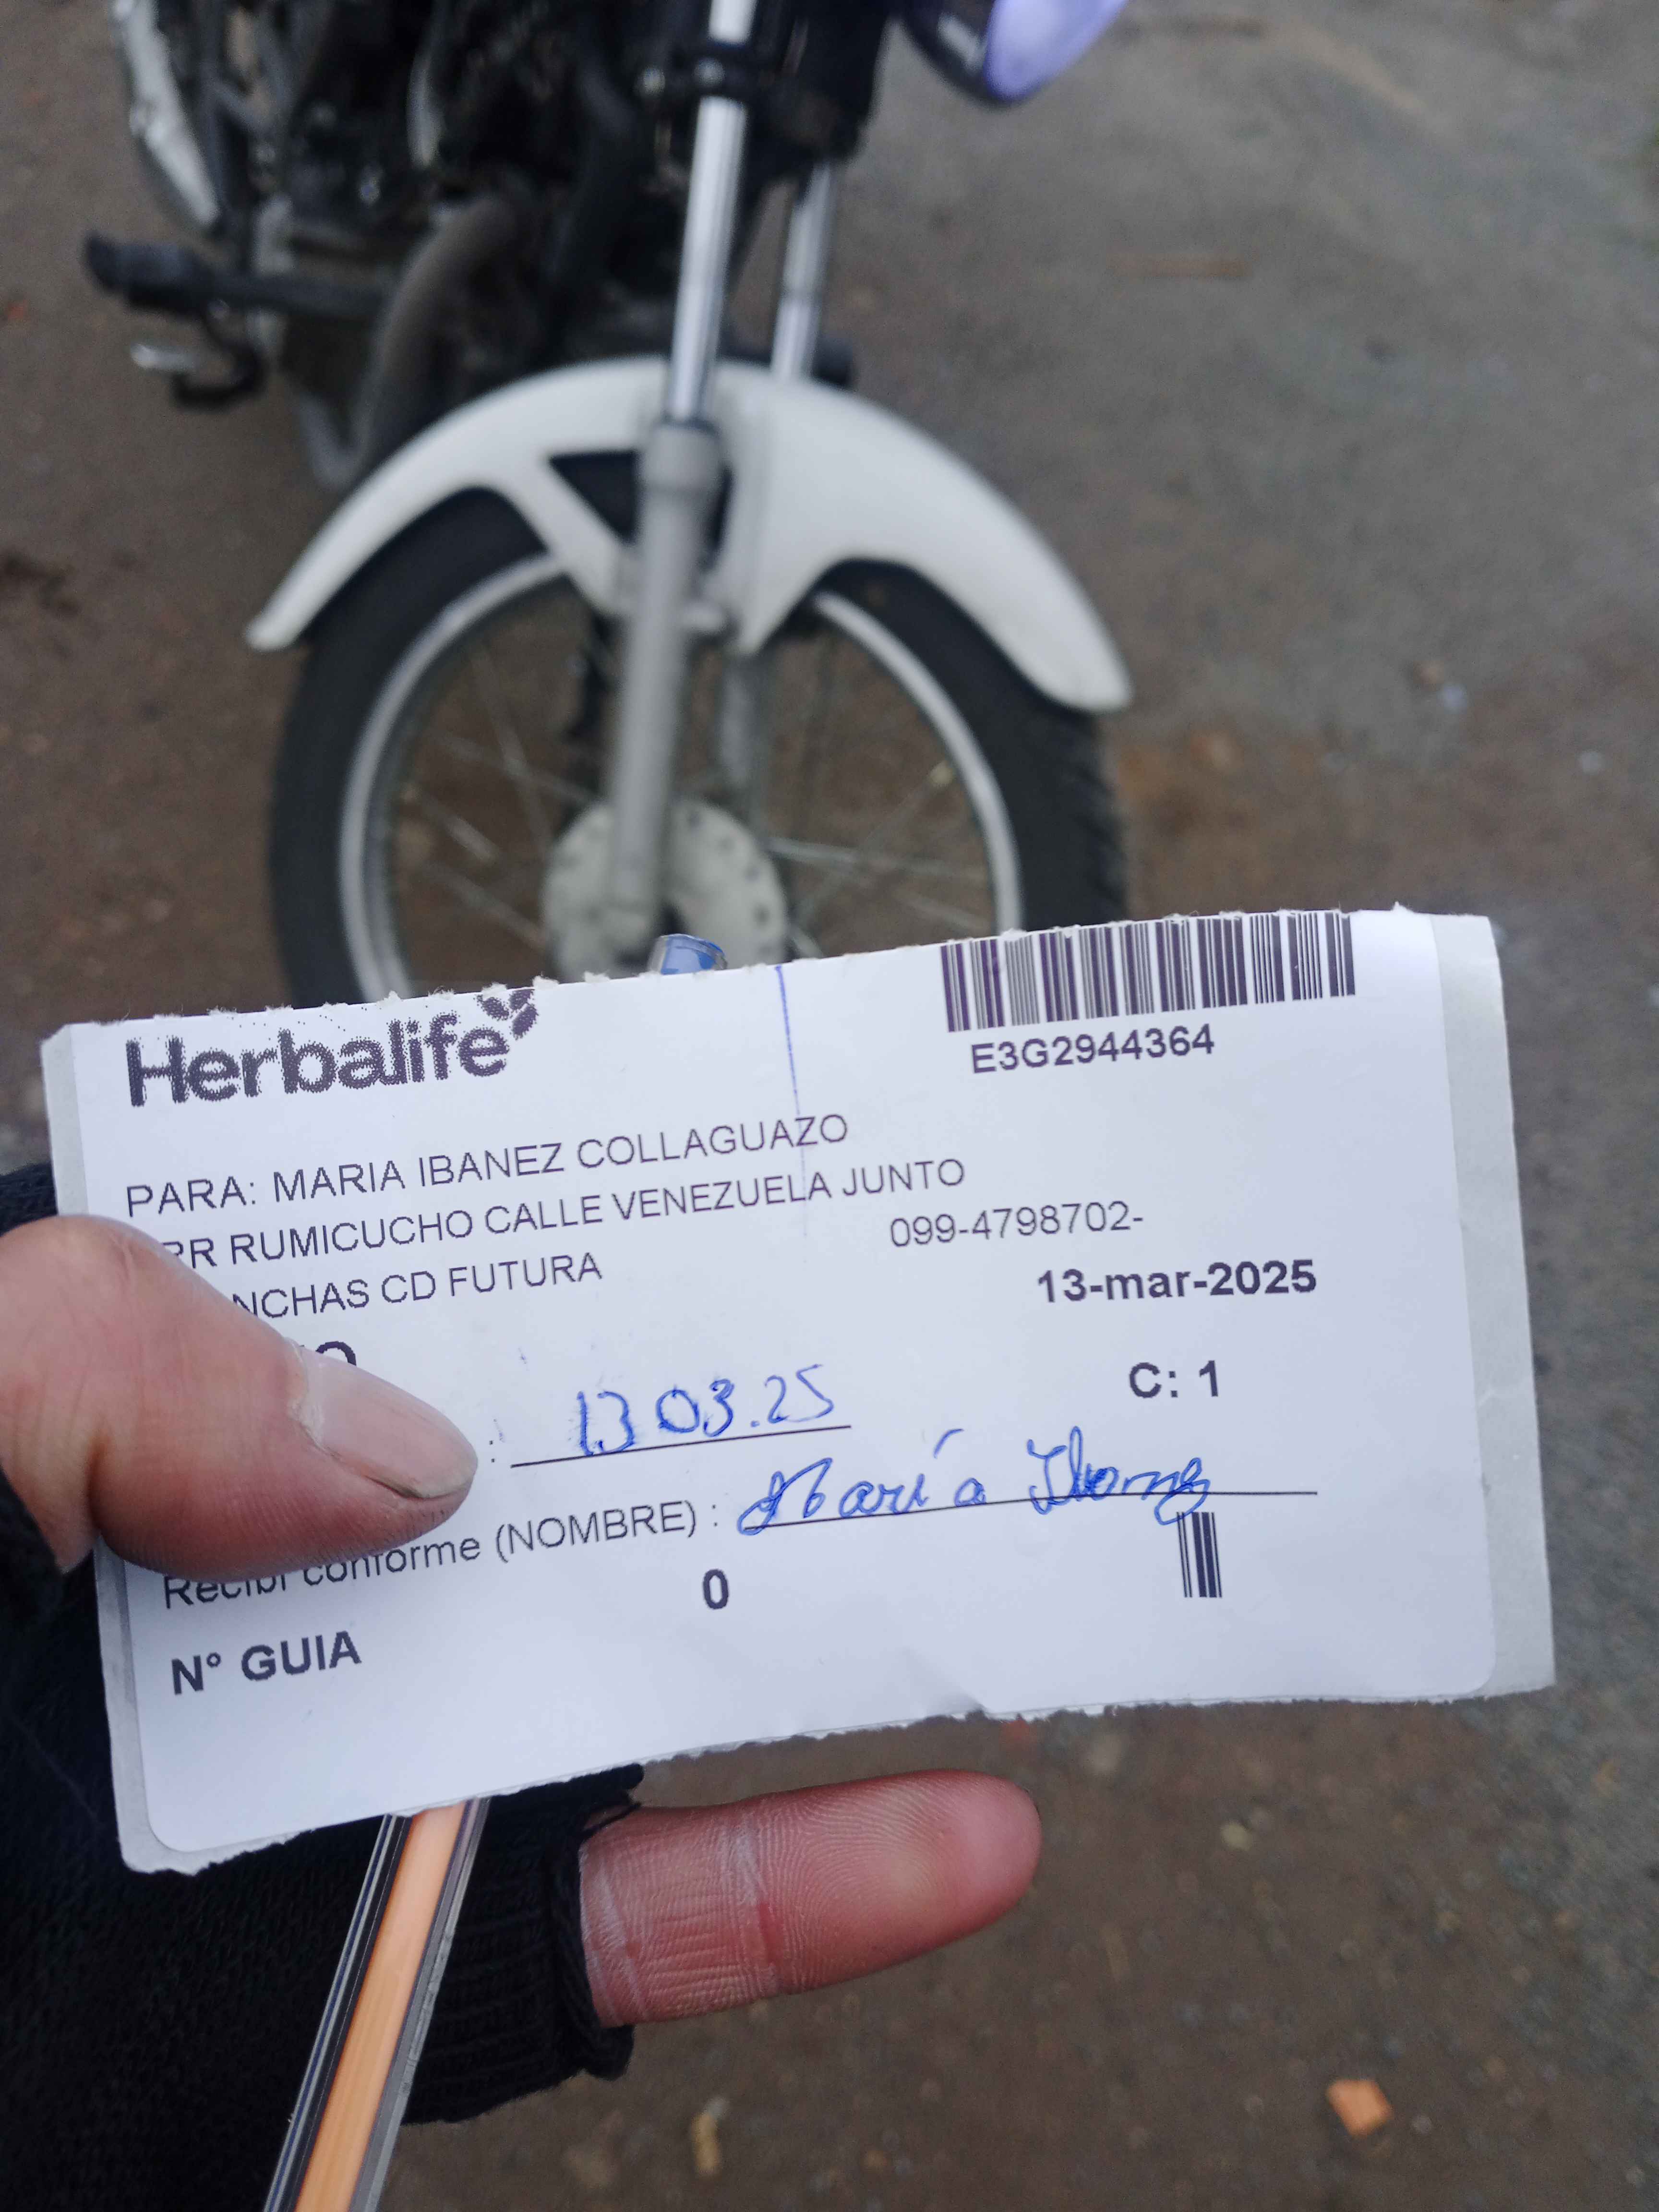 Herbalife
E3G2944364
PARA: MARIA IBANEZ COLLAGUAZO
RUMICUCHO CALLE VENEZUELA JUNTO
099-4798702-
CD FUTURA
13-mar-2025
C: 1
: 13 03.25
Recibi conforme (NOMBRE) : María
0
N° GUIA